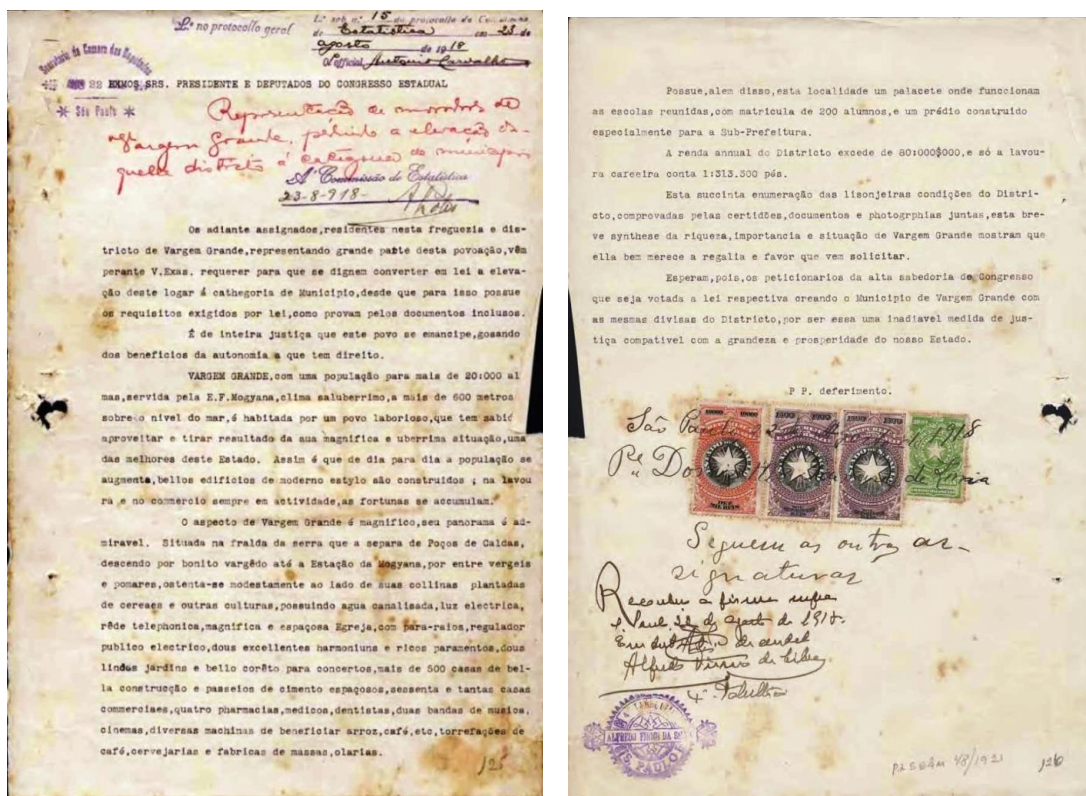 L.º no protocollo geral
L.º sob n.º 15 do protocollo da Commissão
de Estatistica em 23 de
agosto de 1918
O official, Antonio Carvalho
Secretaria da Camara dos Deputados
22
São Paulo
EXMOS, SRS. PRESIDENTE E DEPUTADOS DO CONGRESSO ESTADUAL
Representação de moradores de
Vargem Grande, pedindo a elevação da-
quelle districto á categoria de municipio
A' Commissão de Estatistica
23-8-918-
Os adiante assignados,residentes nesta freguezia e dis-
tricto de Vargem Grande,representando grande parte desta povoação,vêm
perante V.Exas. requerer para que se dignem converter em lei a eleva-
ção deste logar á cathegoria de Municipio,desde que para isso possue
os requisitos exigidos por lei,como provam pelos documentos inclusos.
É de inteira justiça que este povo se emancipe,gosando
dos beneficios da autonomia a que tem direito.
VARGEM GRANDE,com uma população para mais de 20:000 al
mas,servida pela E.F.Mogyana,clima saluberrimo,a mais de 600 metros
sobre o nivel do mar,é habitada por um povo laborioso,que tem sabid
aproveitar e tirar resultado da sua magnifica e uberrima situação,uma
das melhores deste Estado. Assim é que de dia para dia a população se
augmenta,bellos edificios de moderno estylo são construidos ; na lavou
ra e no commercio sempre em actividade,as fortunas se accumulam.
O aspecto de Vargem Grande é magnifico,seu panorama é ad-
miravel. Situada na fralda da serra que a separa de Poços de Caldas,
descendo por bonito vargêdo até a Estação da Mogyana,por entre vergeis
e pomares,ostenta-se modestamente ao lado de suas collinas plantadas
de cereaes e outras culturas,possuindo agua canalisada,luz electrica,
rêde telephonica,magnifica e espaçosa Egreja,com para-raios,regulador
publico electrico,dous excellentes harmoniuns e ricos paramentos,dous
lindos jardins e bello corêto para concertos,mais de 500 casas de bel-
la construcção e passeios de cimento espaçosos,sessenta e tantas casas
commerciaes,quatro pharmacias,medicos,dentistas,duas bandas de musica,
cinemas,diversas machinas de beneficiar arroz,café,etc,torrefações de
café,cervejarias e fabricas de massas,olarias.
125
Possue,alem disso,esta localidade um palacete onde funccionam
as escolas reunidas,com matricula de 200 alumnos,e um prédio construido
especialmente para a Sub-Prefeitura.
A renda annual do Districto excede de 80:000$000,e só a lavou-
ra careeira conta 1:313.500 pés.
Esta succinta enumeração das lisonjeiras condições do Distri-
cto,comprovadas pelas certidões,documentos e photogrphias juntas,esta bre-
ve synthese da riqueza,importancia e situação de Vargem Grande mostram que
ella bem merece a regalia e favor que vem solicitar.
Esperam,pois,os peticionarios da alta sabedoria do Congresso
que seja votada a lei respectiva creando o Municipio de Vargem Grande com
as mesmas divisas do Districto,por ser essa uma inadiavel medida de jus-
tiça compativel com a grandeza e prosperidade do nosso Estado.
P P. deferimento.
São Paulo, 1918
Pe.
Seguem as outras as-
signaturas
Reconheço a firma supra
S. Paulo, 22 de Agosto de 1918.
Em test. da verdade
Alfredo Firmo da Silva
4º Tabellião
ALFREDO FIRMO DA SILVA
S. PAULO
126